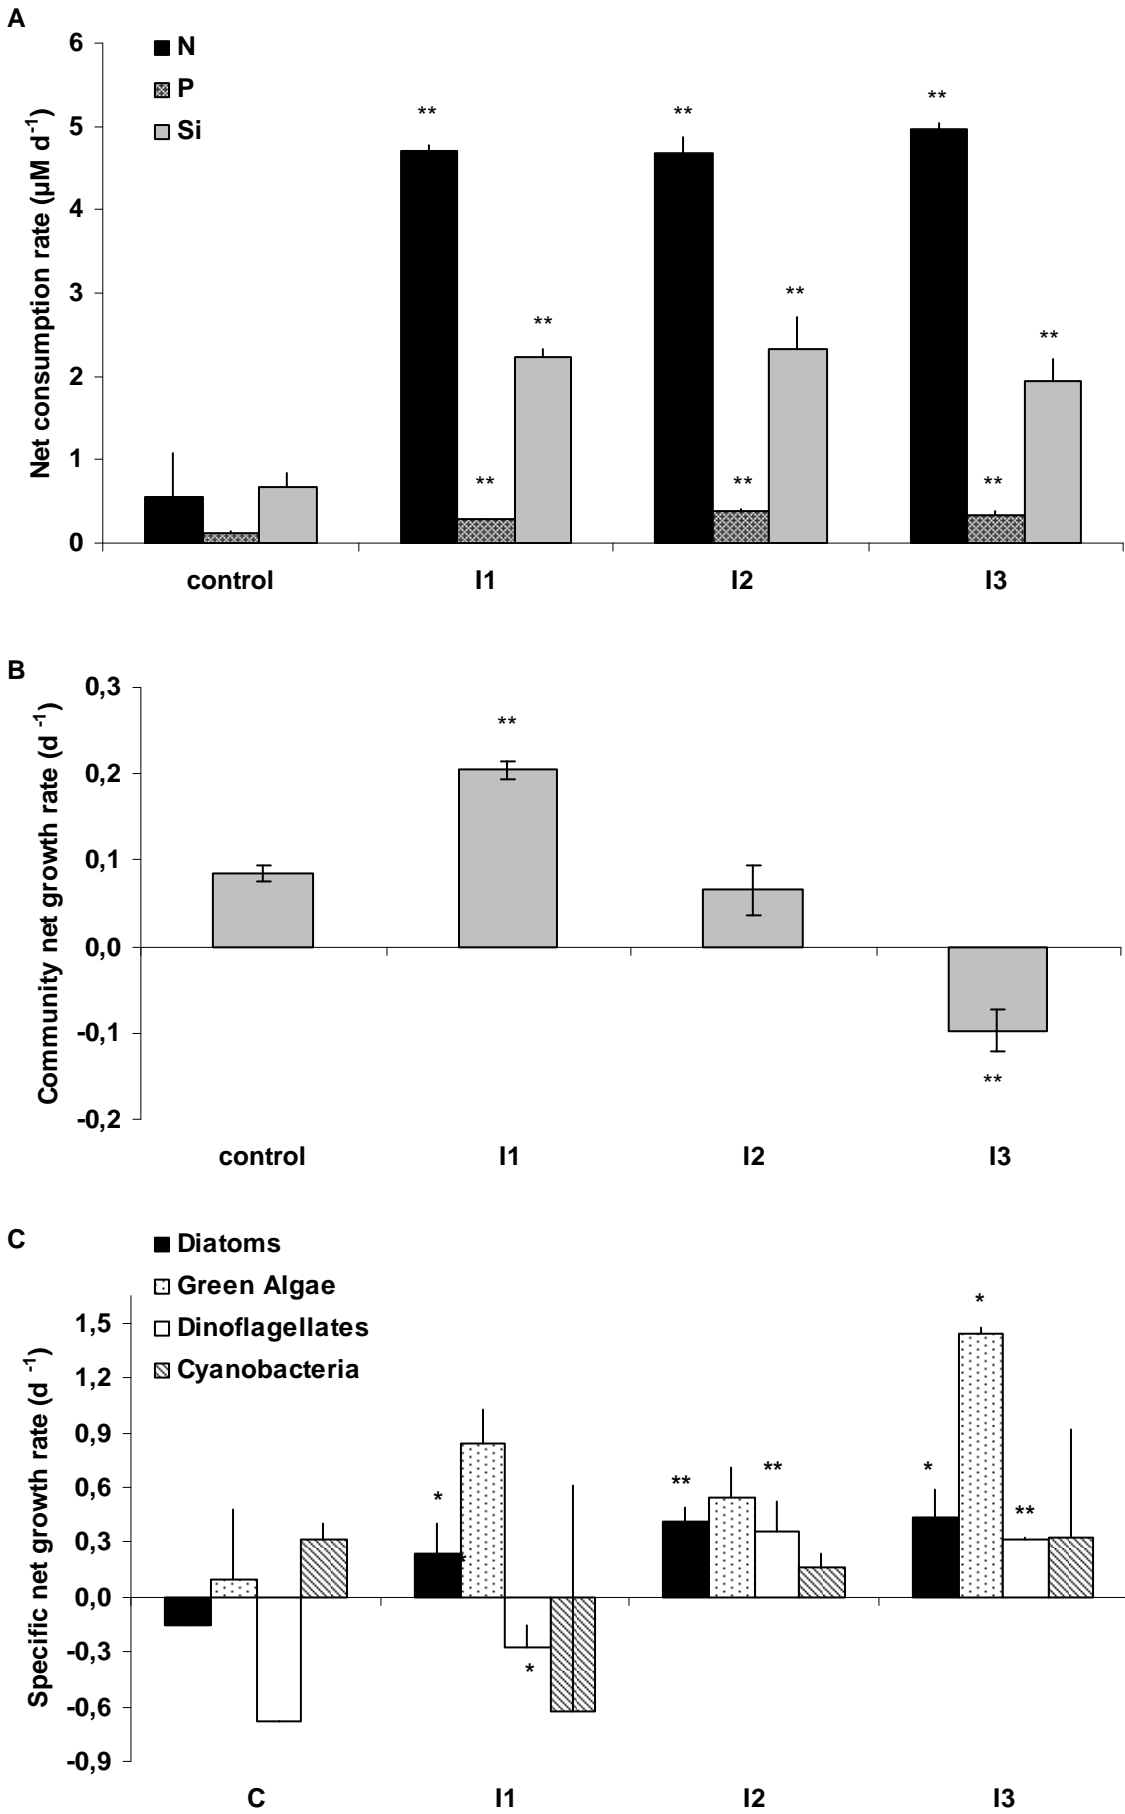 A
6
5
4
3
2
1
0
Net consumption rate (µM d⁻¹)
N
P
Si
**
**
**
**
**
**
**
**
**
control
I1
I2
I3
B
0,3
0,2
0,1
0,0
-0,1
-0,2
Community net growth rate (d ⁻¹)
**
**
control
I1
I2
I3
C
Diatoms
Green Algae
Dinoflagellates
Cyanobacteria
1,5
1,2
0,9
0,6
0,3
0,0
-0,3
-0,6
-0,9
Specific net growth rate (d ⁻¹)
*
*
**
**
*
*
**
C
I1
I2
I3